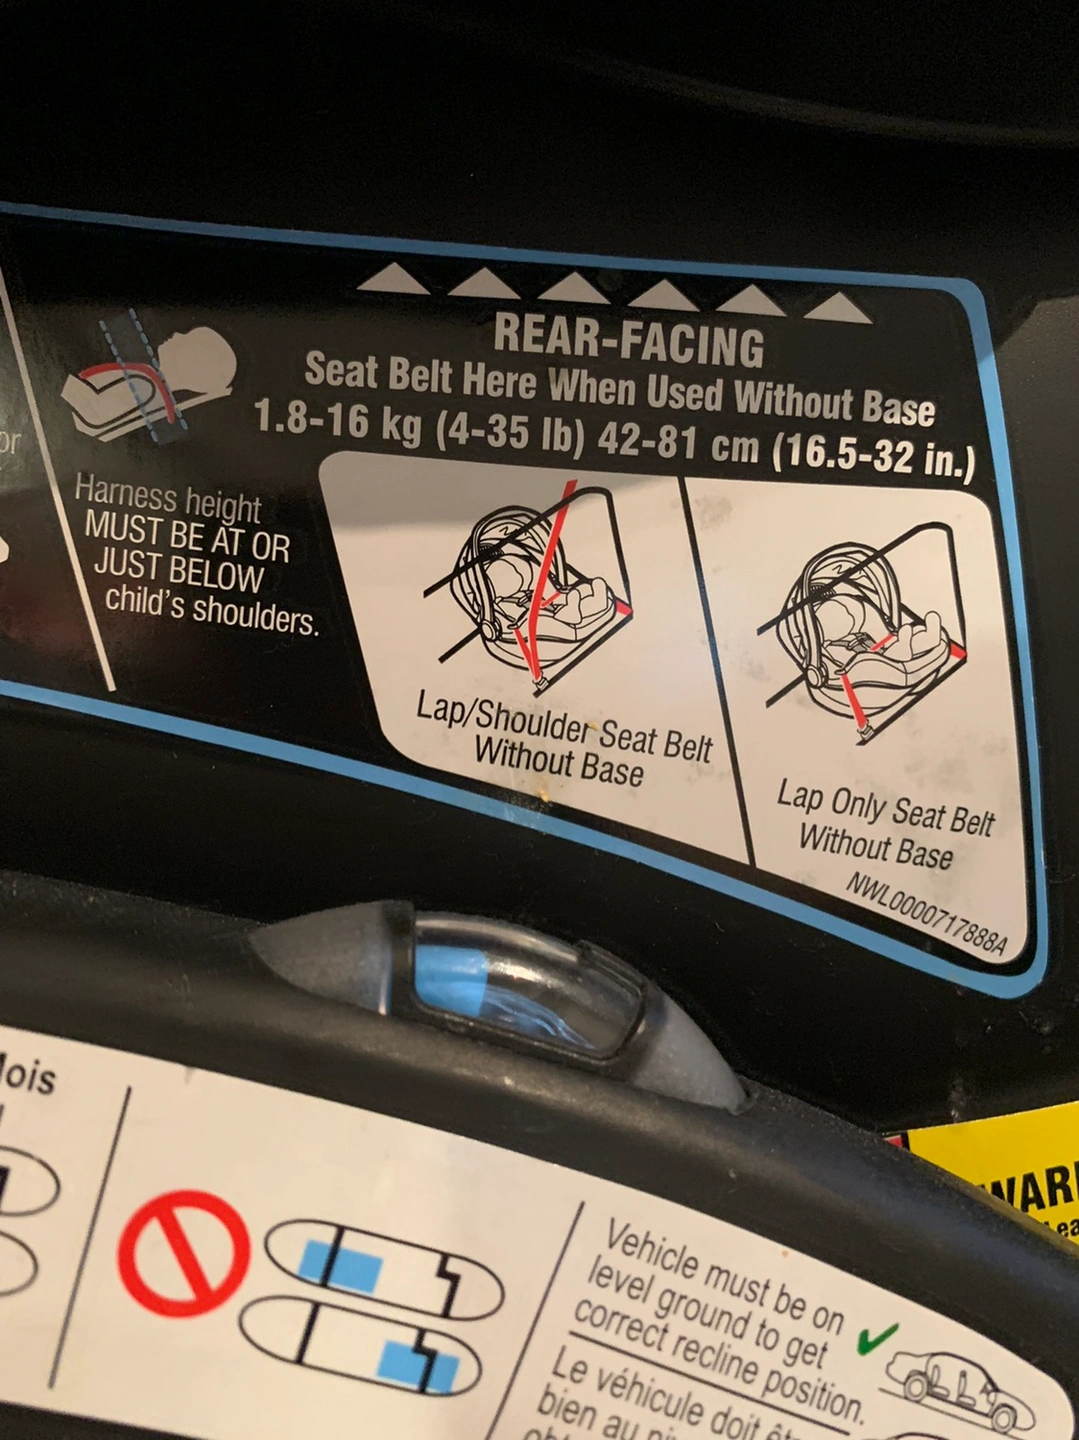 REAR-FACING
Seat Belt Here When Used Without Base
1.8-16 kg (4-35 lb) 42-81 cm (16.5-32 in.)
or
Harness height
MUST BE AT OR
JUST BELOW
child's shoulders.
Lap/Shoulder Seat Belt
Without Base
Lap Only Seat Belt
Without Base
NWL0000717888A
Vehicle must be on
level ground to get
correct recline position.
Le véhicule doit
bien au